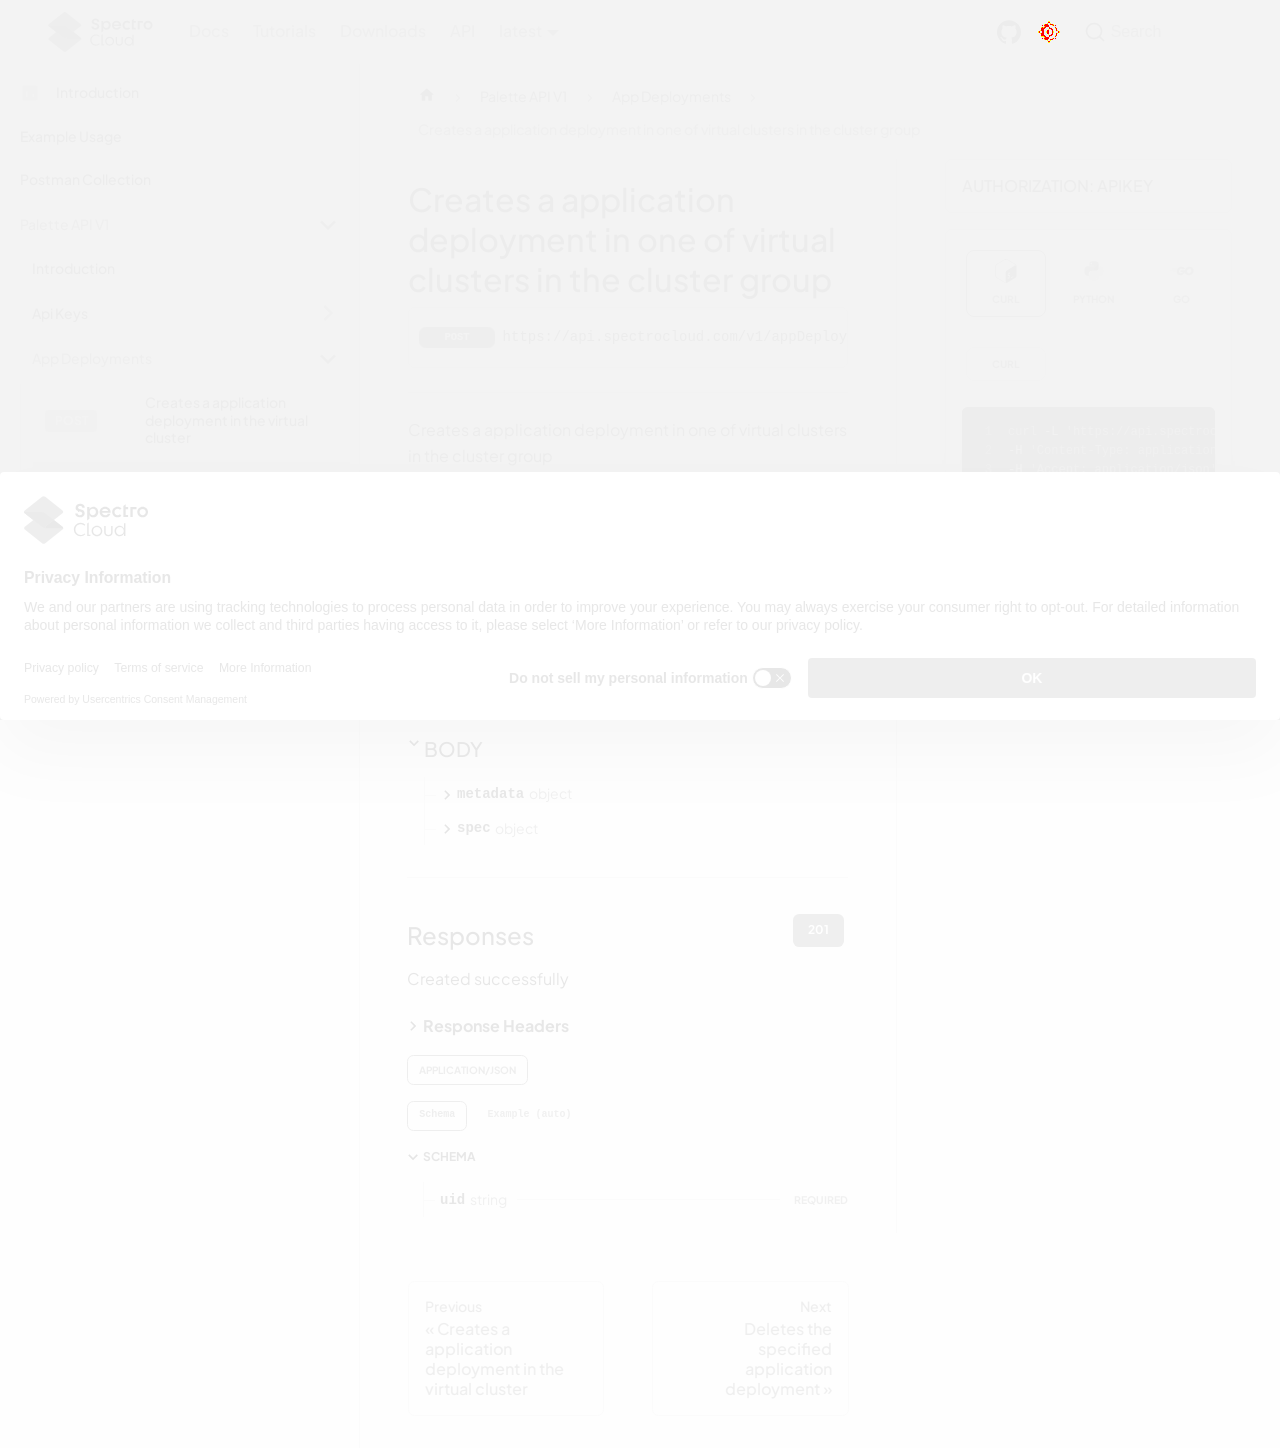 Spectro
Cloud
Docs Tutorials Downloads API latest
Search
Introduction
Example Usage
Postman Collection
Palette API V1
Introduction
Api Keys
App Deployments
Creates a application
deployment in the virtual
cluster
Palette API V1
App Deployments
Creates a application deployment in one of virtual clusters in the cluster group
Creates a application
deployment in one of virtual
clusters in the cluster group
POST https://api.spectrocloud.com/v1/appDeploy
Creates a application deployment in one of virtual clusters
in the cluster group
AUTHORIZATION: APIKEY
CURL PYTHON GO
CURL
Spectro
Cloud
Privacy Information
We and our partners are using tracking technologies to process personal data in order to improve your experience. You may always exercise your consumer right to opt-out. For detailed information
about personal information we collect and third parties having access to it, please select 'More Information' or refer to our privacy policy.
Privacy policy Terms of service More Information
Powered by Usercentrics Consent Management
Do not sell my personal information
OK
BODY
metadata object
spec object
Responses
201
Created successfully
Response Headers
APPLICATION/JSON
Schema Example (auto)
SCHEMA
uid string REQUIRED
Previous
« Creates a
application
deployment in the
virtual cluster
Next
Deletes the
specified
application
deployment »